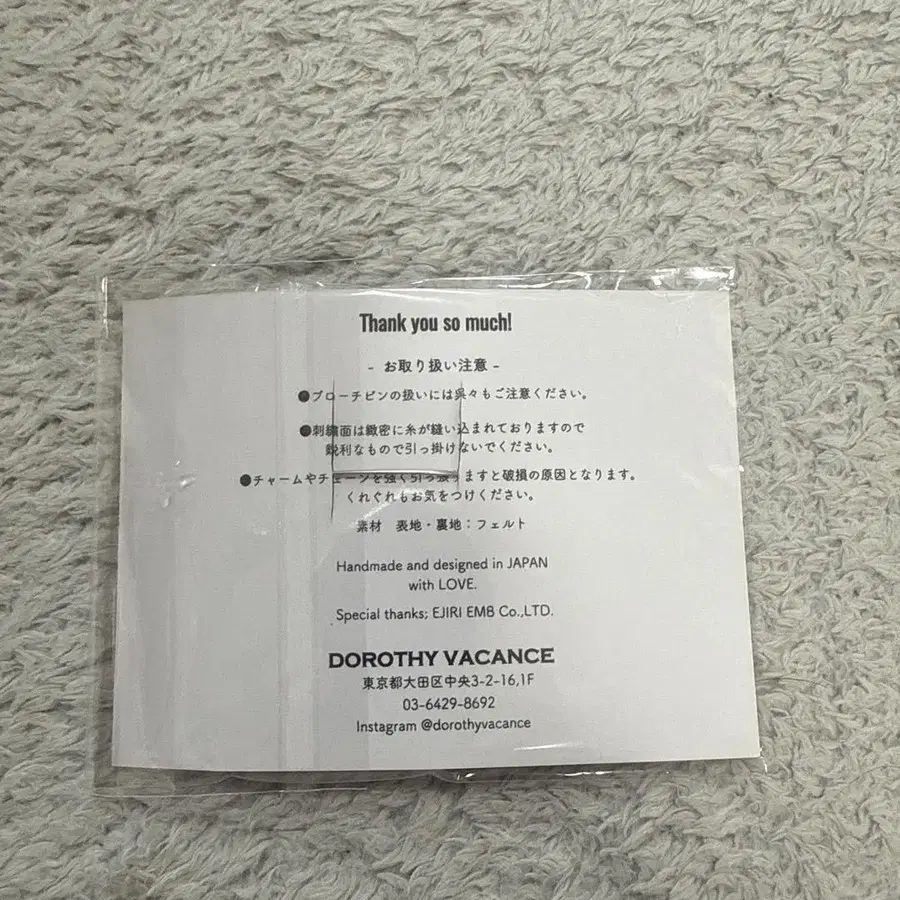 Thank you so much!
- お取り扱い注意 -
●ブローチピンの扱いには呉々もご注意ください。
●刺繍面は緻密に糸が縫い込まれておりますので
鋭利なもので引っ掛けないでください。
●チャームやチェーンを強く引っ張りますと破損の原因となります。
くれぐれもお気をつけください。
素材 表地・裏地：フェルト
Handmade and designed in JAPAN
with LOVE.
Special thanks; EJIRI EMB Co.,LTD.
DOROTHY VACANCE
東京都大田区中央3-2-16,1F
03-6429-8692
Instagram @dorothyvacance